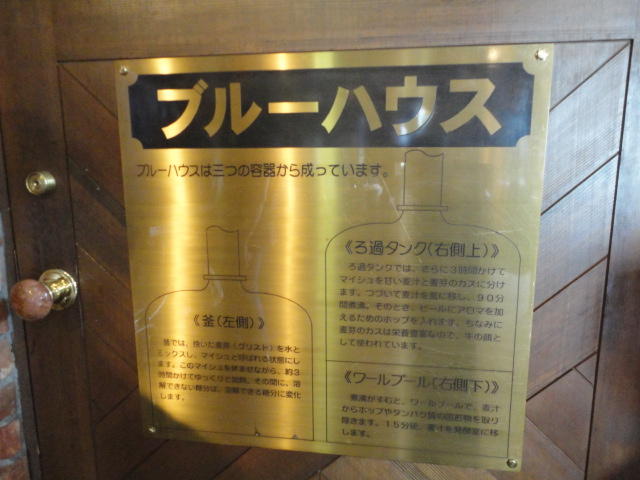 ブルーハウス
ブルーハウスは三つの容器から成っています。
《釜(左側)》
釜では、挽いた麦芽(グリスト)を水と
ミックスし、マイシュと呼ばれる状態にし
ます。このマイシュを休ませながら、約3
時間かけてゆっくりと加熱。その間に、溶
解できない糖分は、溶解できる糖分に変化
します。
《ろ過タンク(右側上)》
ろ過タンクでは、さらに3時間かけて
マイシュを甘い麦汁と麦芽のカスに分け
ます。つづいて麦汁を釜に移し、90分
間煮沸。そのとき、ビールにアロマを加
えるためのホップを入れます。ちなみに
麦芽のカスは栄養豊富なので、牛の餌と
して使われています。
《ワールプール(右側下)》
煮沸がすむと、ワールプールで、麦汁
からホップやタンパク質の凝固物を取り
除きます。15分後、麦汁を発酵室に移
します。